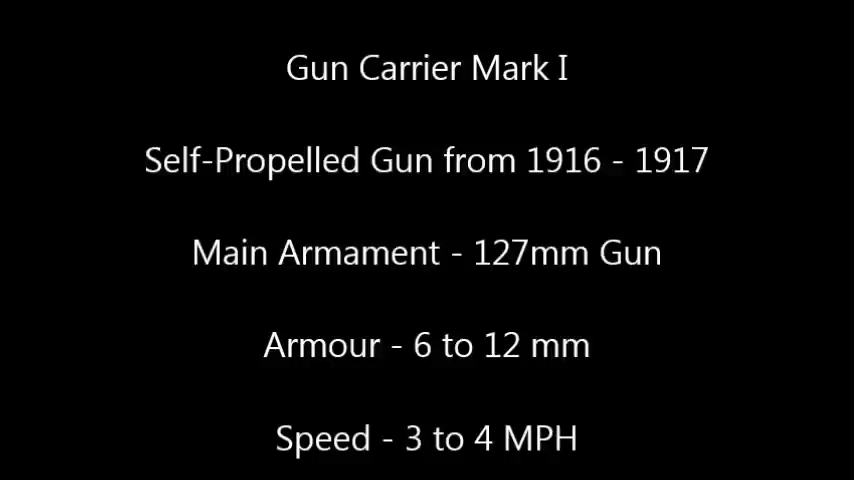 Gun Carrier Mark I
Self-Propelled Gun from 1916 - 1917
Main Armament - 127mm Gun
Armour - 6 to 12 mm
Speed - 3 to 4 MPH